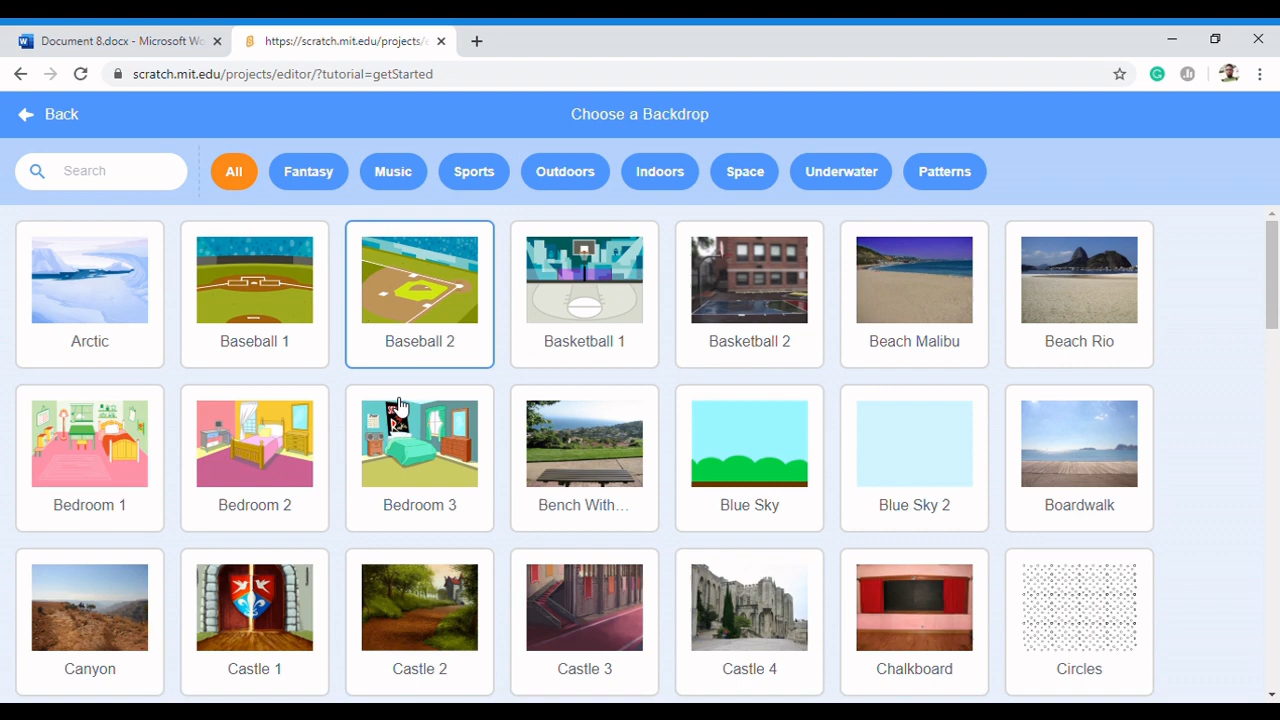 Document 8.docx - Microsoft Wo
https://scratch.mit.edu/projects/e
scratch.mit.edu/projects/editor/?tutorial=getStarted
Back
Choose a Backdrop
Search
All
Fantasy
Music
Sports
Outdoors
Indoors
Space
Underwater
Patterns
Arctic
Baseball 1
Baseball 2
Basketball 1
Basketball 2
Beach Malibu
Beach Rio
Bedroom 1
Bedroom 2
Bedroom 3
Bench With...
Blue Sky
Blue Sky 2
Boardwalk
Canyon
Castle 1
Castle 2
Castle 3
Castle 4
Chalkboard
Circles